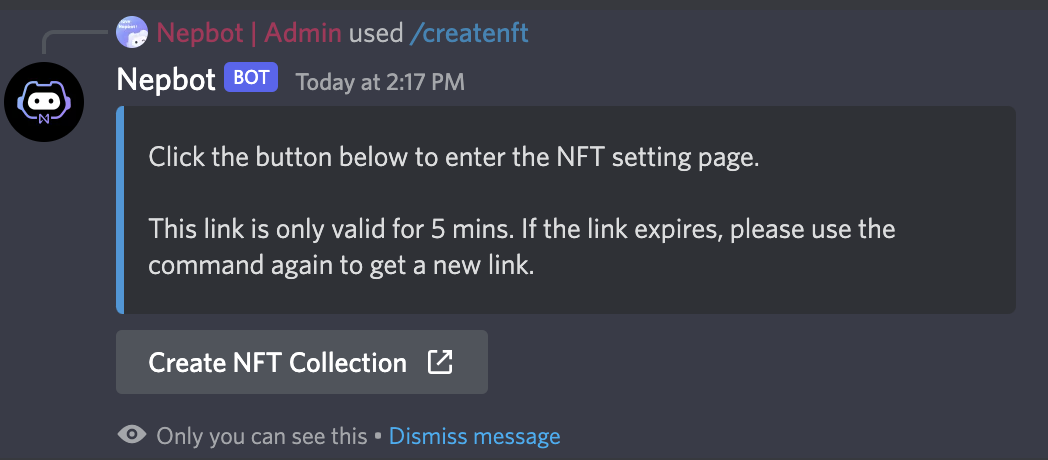 Nepbot | Admin used /createnft
Nepbot BOT Today at 2:17 PM
Click the button below to enter the NFT setting page.
This link is only valid for 5 mins. If the link expires, please use the
command again to get a new link.
Create NFT Collection
Only you can see this • Dismiss message